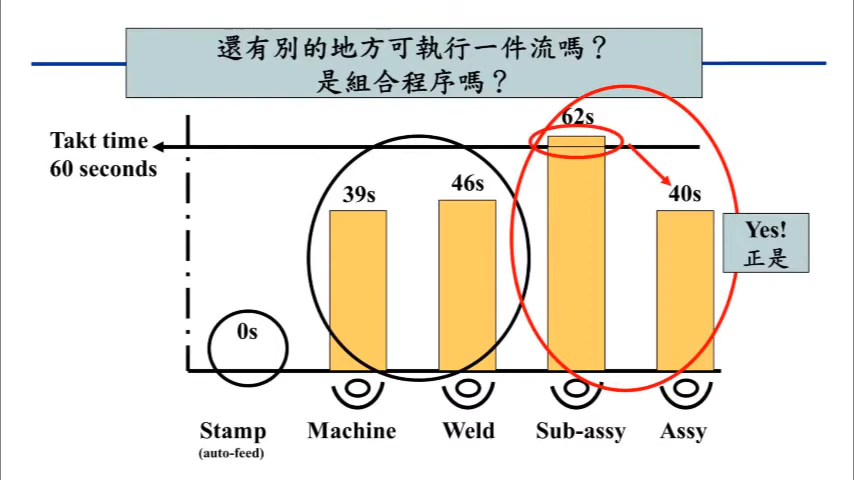 還有別的地方可執行一件流嗎？
是組合程序嗎？
Takt time
60 seconds
62s
39s
46s
40s
0s
Yes!
正是
Stamp
(auto-feed)
Machine
Weld
Sub-assy
Assy